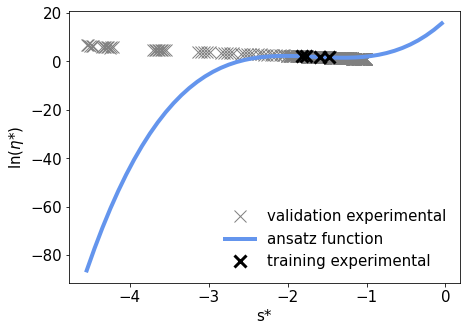 20
0
−20
−40
−60
−80
ln(η*)
validation experimental
ansatz function
training experimental
−4 −3 −2 −1 0
s*